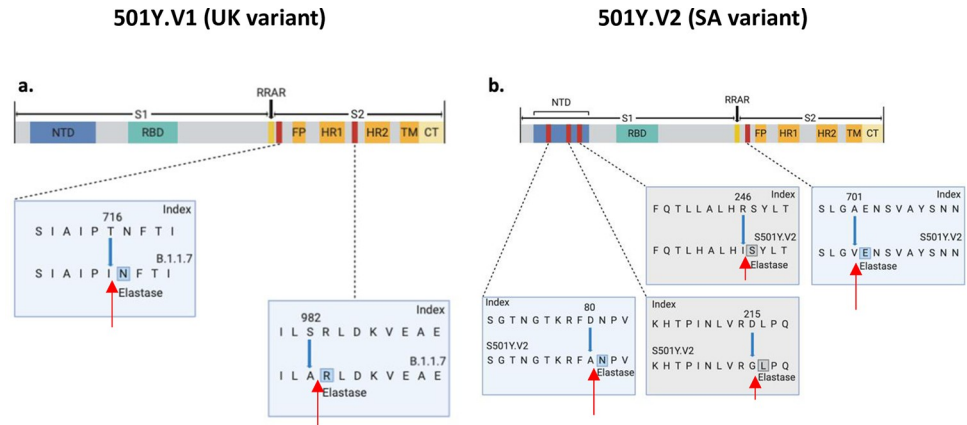 501Y.V1 (UK variant)
501Y.V2 (SA variant)
a.
RRAR
S1
S2
NTD
RBD
FP
HR1
HR2
TM
CT
Index
716
S I A I P T N F T I
B.1.1.7
S I A I P I N F T I
Elastase
982
Index
I L S R L D K V E A E
B.1.1.7
I L A R L D K V E A E
Elastase
b.
NTD
RRAR
S1
S2
RBD
FP
HR1
HR2
TM
CT
246
Index
F Q T L L A L H R S Y L T
S501Y.V2
F Q T L H A L H I S Y L T
Elastase
701
Index
S L G A E N S V A Y S N N
S501Y.V2
S L G V E N S V A Y S N N
Elastase
Index
80
S G T N G T K R F D N P V
S501Y.V2
S G T N G T K R F A N P V
Elastase
Index
215
K H T P I N L V R D L P Q
S501Y.V2
K H T P I N L V R G L P Q
Elastase